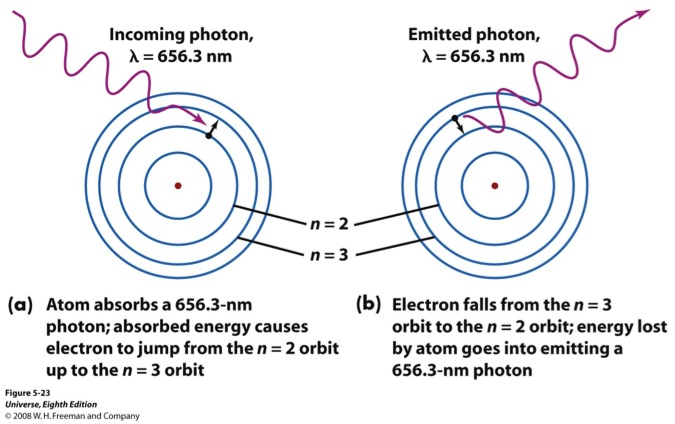 Incoming photon,
λ = 656.3 nm
Emitted photon,
λ = 656.3 nm
n = 2
n = 3
(a) Atom absorbs a 656.3-nm
photon; absorbed energy causes
electron to jump from the n = 2 orbit
up to the n = 3 orbit
(b) Electron falls from the n = 3
orbit to the n = 2 orbit; energy lost
by atom goes into emitting a
656.3-nm photon
Figure 5-23
Universe, Eighth Edition
© 2008 W. H. Freeman and Company